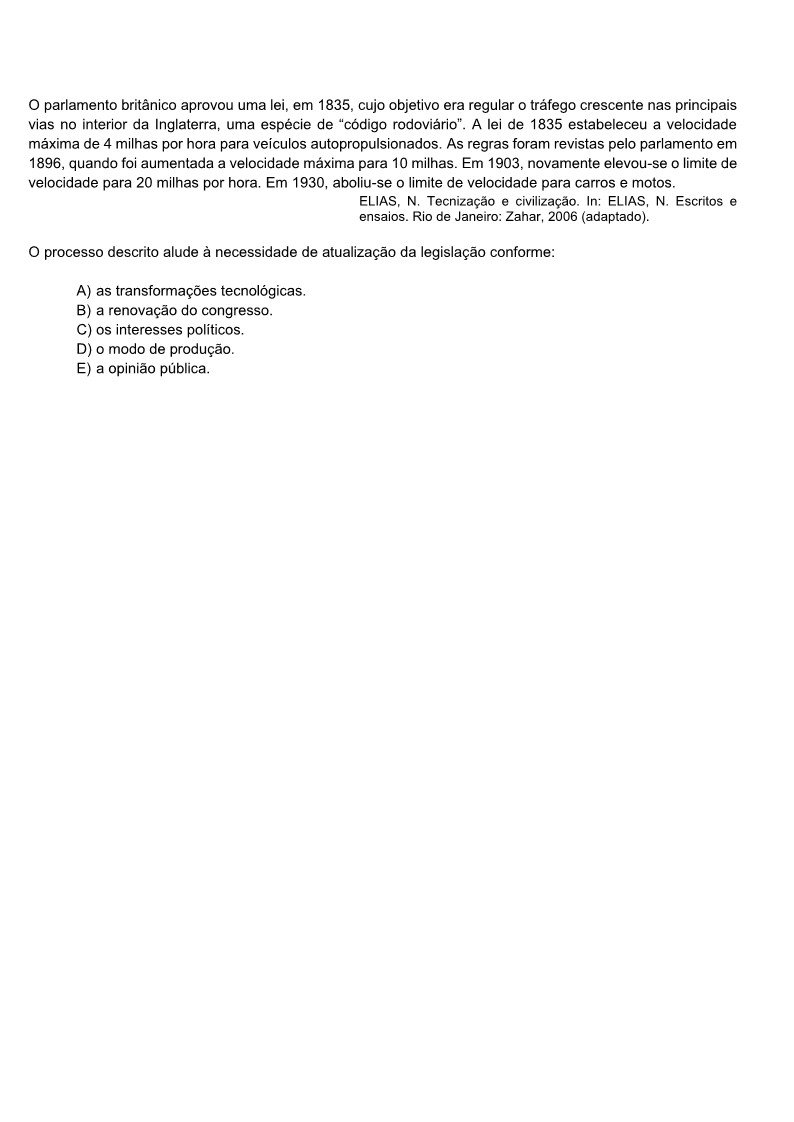 O parlamento britânico aprovou uma lei, em 1835, cujo objetivo era regular o tráfego crescente nas principais
vias no interior da Inglaterra, uma espécie de “código rodoviário”. A lei de 1835 estabeleceu a velocidade
máxima de 4 milhas por hora para veículos autopropulsionados. As regras foram revistas pelo parlamento em
1896, quando foi aumentada a velocidade máxima para 10 milhas. Em 1903, novamente elevou-se o limite de
velocidade para 20 milhas por hora. Em 1930, aboliu-se o limite de velocidade para carros e motos.
ELIAS, N. Tecnização e civilização. In: ELIAS, N. Escritos e
ensaios. Rio de Janeiro: Zahar, 2006 (adaptado).
O processo descrito alude à necessidade de atualização da legislação conforme:
A) as transformações tecnológicas.
B) a renovação do congresso.
C) os interesses políticos.
D) o modo de produção.
E) a opinião pública.